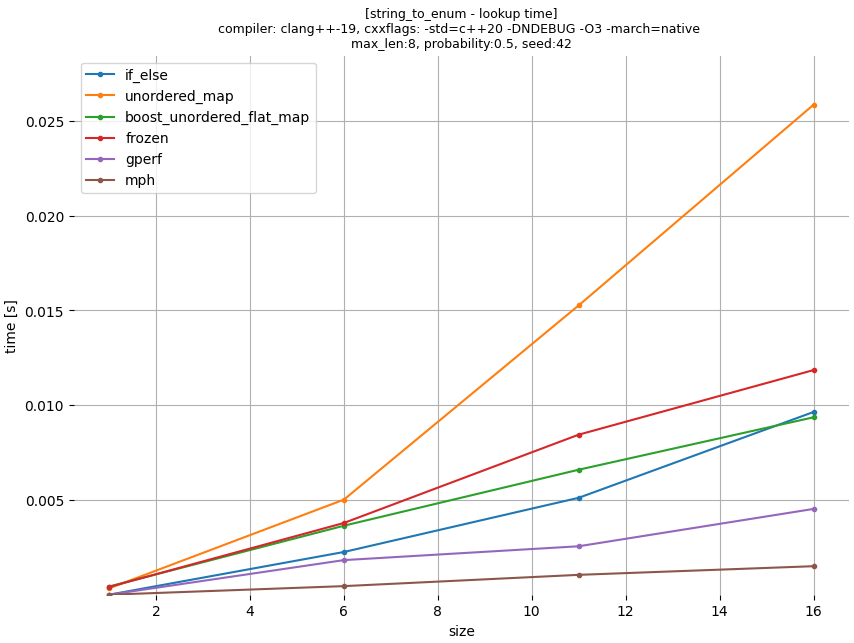 [string_to_enum - lookup time]
compiler: clang++-19, cxxflags: -std=c++20 -DNDEBUG -O3 -march=native
max_len:8, probability:0.5, seed:42
if_else
unordered_map
boost_unordered_flat_map
frozen
gperf
mph
0.025
0.020
0.015
0.010
0.005
time [s]
2 4 6 8 10 12 14 16
size